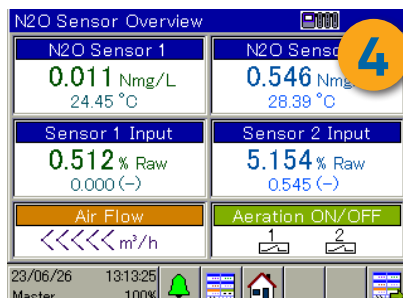 N2O Sensor Overview
4
N2O Sensor 1
0.011 Nmg/L
24.45 °C
N2O Senso
0.546 Nmg
28.39 °C
Sensor 1 Input
0.512 % Raw
0.000 (-)
Sensor 2 Input
5.154 % Raw
0.545 (-)
Air Flow
<<<<< m³/h
Aeration ON/OFF
1 2
23/06/26 13:13:25
Master 100%